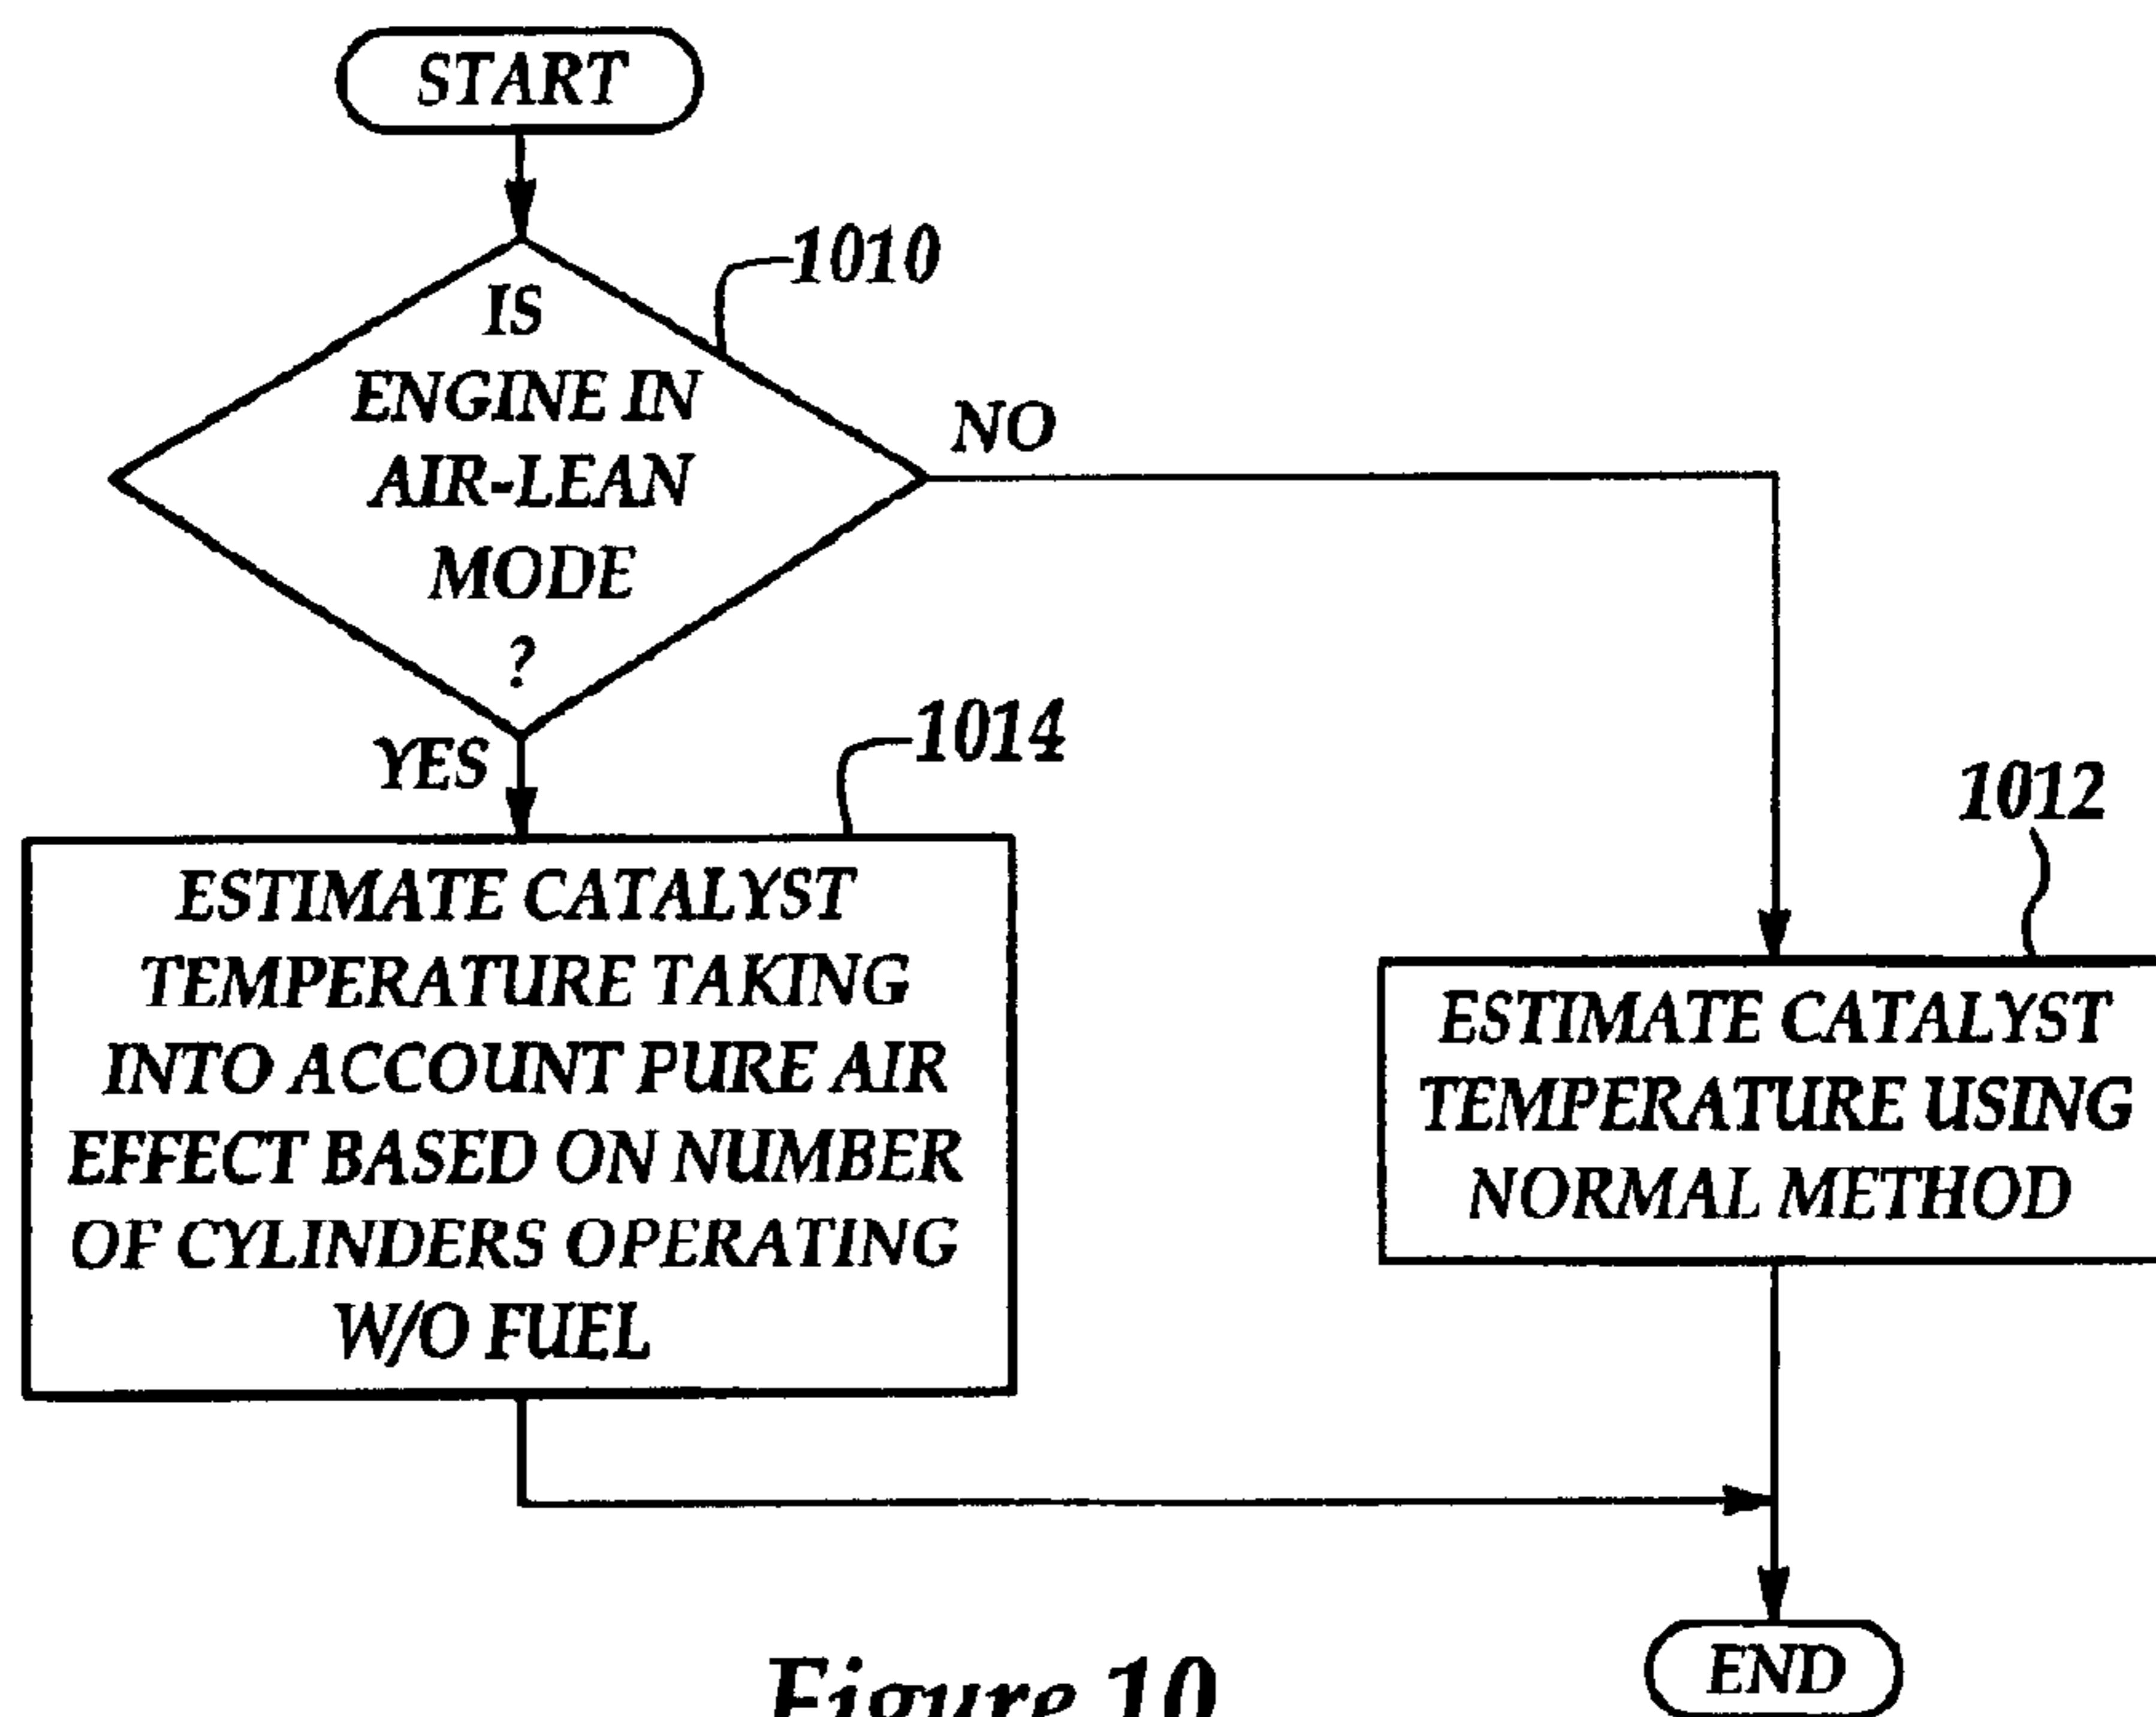 START
1010
IS
ENGINE IN
AIR-LEAN
MODE
?
NO
YES
1014
ESTIMATE CATALYST
TEMPERATURE TAKING
INTO ACCOUNT PURE AIR
EFFECT BASED ON NUMBER
OF CYLINDERS OPERATING
W/O FUEL
1012
ESTIMATE CATALYST
TEMPERATURE USING
NORMAL METHOD
END
Figure 10